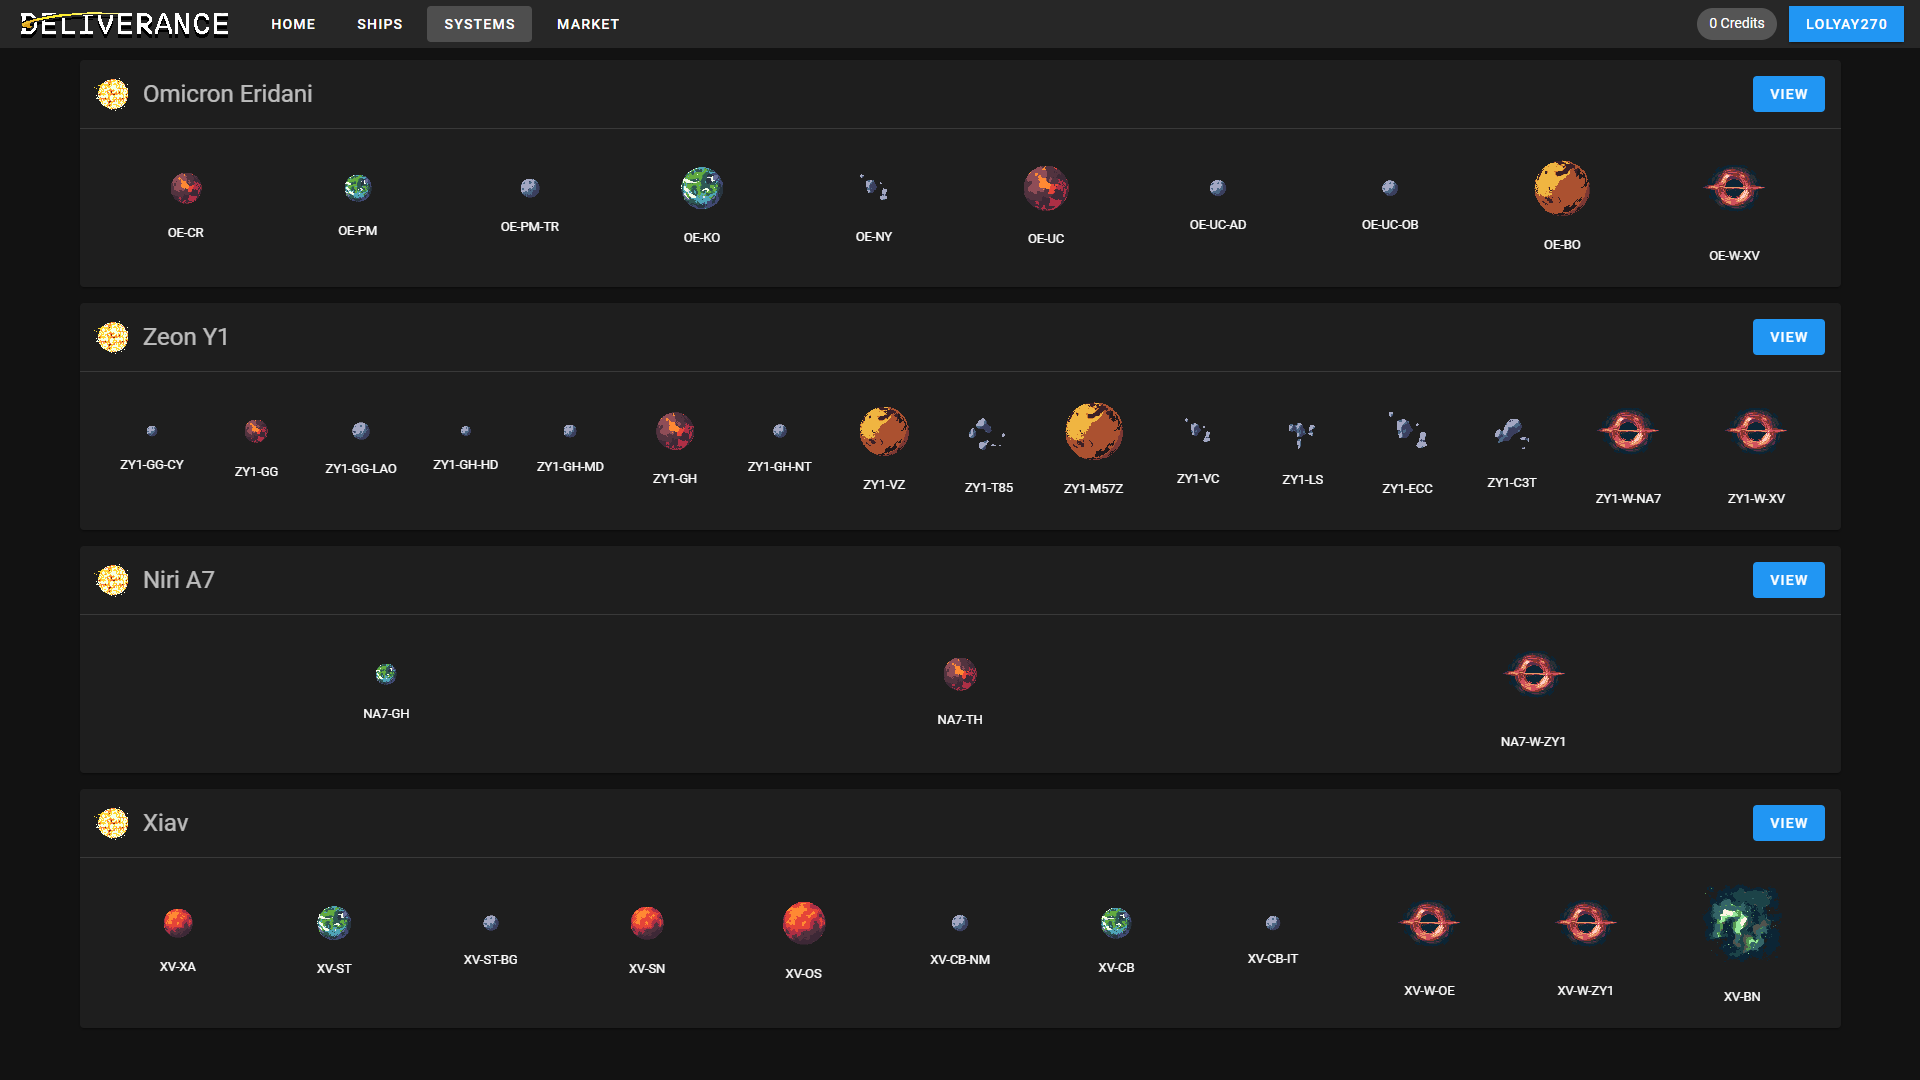 DELIVERANCE HOME SHIPS SYSTEMS MARKET 0 Credits LOLYAY270
Omicron Eridani VIEW
OE-CR OE-PM OE-PM-TR OE-KO OE-NY OE-UC OE-UC-AD OE-UC-OB OE-BO OE-W-XV
Zeon Y1 VIEW
ZY1-GG-CY ZY1-GG ZY1-GG-LAO ZY1-GH-HD ZY1-GH-MD ZY1-GH ZY1-GH-NT ZY1-VZ ZY1-T85 ZY1-M57Z ZY1-VC ZY1-LS ZY1-ECC ZY1-C3T ZY1-W-NA7 ZY1-W-XV
Niri A7 VIEW
NA7-GH NA7-TH NA7-W-ZY1
Xiav VIEW
XV-XA XV-ST XV-ST-BG XV-SN XV-OS XV-CB-NM XV-CB XV-CB-IT XV-W-OE XV-W-ZY1 XV-BN